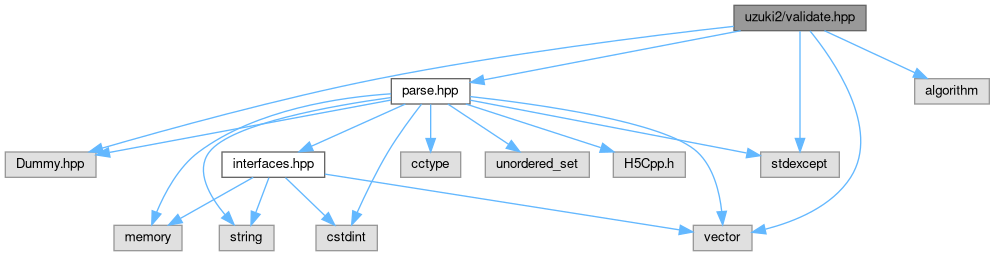 uzuki2/validate.hpp
parse.hpp
algorithm
Dummy.hpp
interfaces.hpp
cctype
unordered_set
H5Cpp.h
stdexcept
memory
string
cstdint
vector